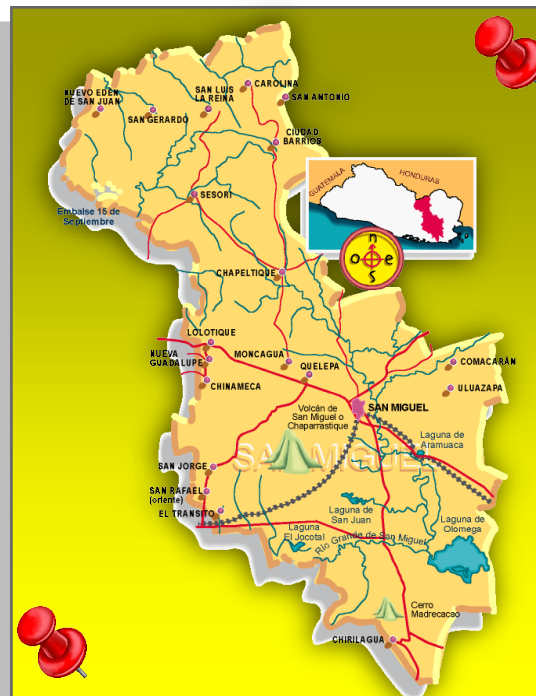 CAROLINA
SAN LUIS
LA REINA
NUEVO EDEN
DE SAN JUAN
SAN ANTONIO
SAN GERARDO
CIUDAD
BARRIOS
GUATEMALA
HONDURAS
SESORI
Embalse 15 de
Septiembre
n
o e
s
CHAPELTIQUE
LOLOTIQUE
NUEVA
GUADALUPE
MONCAGUA
QUELEPA
COMACARÁN
CHINAMECA
ULUAZAPA
SAN MIGUEL
Volcán de
San Miguel o
Chaparrastique
Laguna de
Aramuaca
SAN MIGUEL
SAN JORGE
SAN RAFAEL
(oriente)
EL TRANSITO
Laguna de
San Juan
Laguna de
Olomega
Laguna
El Jocotal
Río Grande de San Miguel
Cerro
Madrecacao
CHIRILAGUA